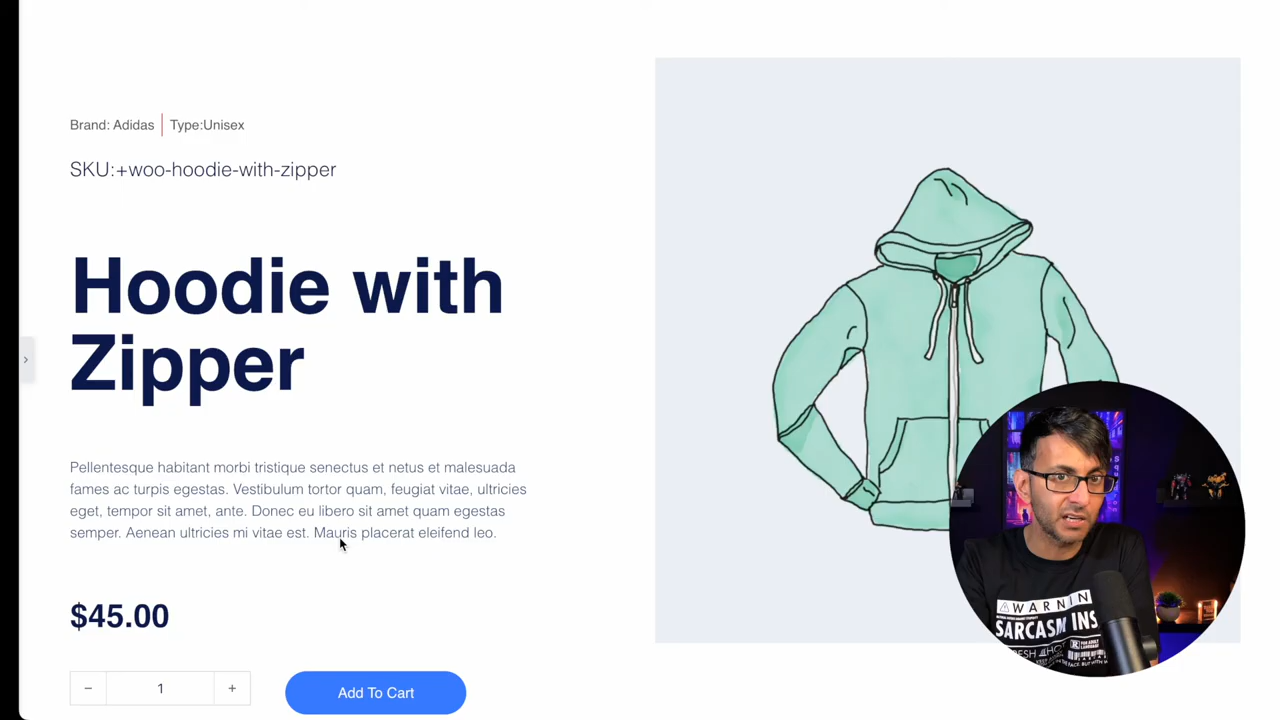 Brand: Adidas
Type:Unisex
SKU:+woo-hoodie-with-zipper
Hoodie with
Zipper
Pellentesque habitant morbi tristique senectus et netus et malesuada
fames ac turpis egestas. Vestibulum tortor quam, feugiat vitae, ultricies
eget, tempor sit amet, ante. Donec eu libero sit amet quam egestas
semper. Aenean ultricies mi vitae est. Mauris placerat eleifend leo.
$45.00
− 1 +
Add To Cart
WARNIN
SARCASM INS